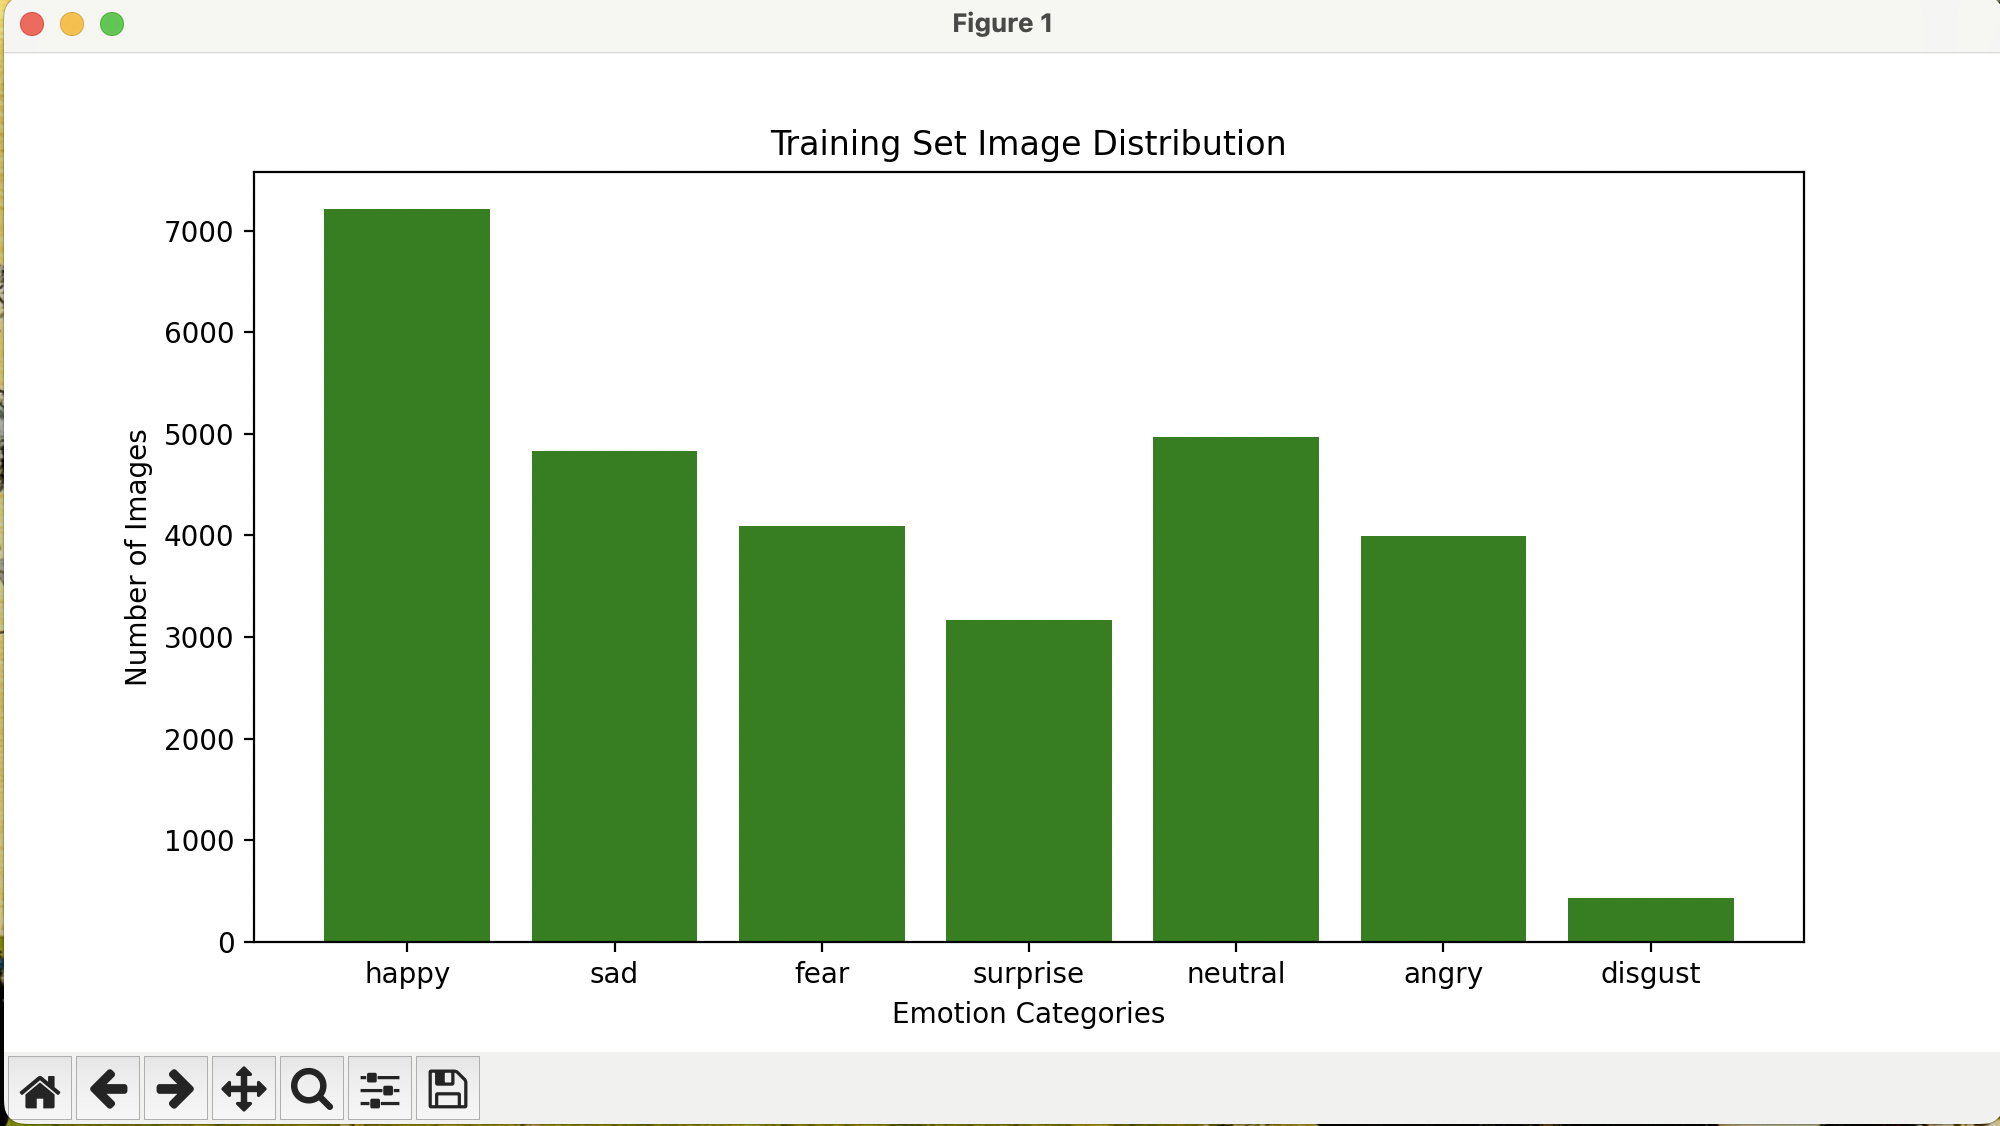 Figure 1
Training Set Image Distribution
7000
6000
5000
4000
3000
2000
1000
0
Number of Images
happy sad fear surprise neutral angry disgust
Emotion Categories